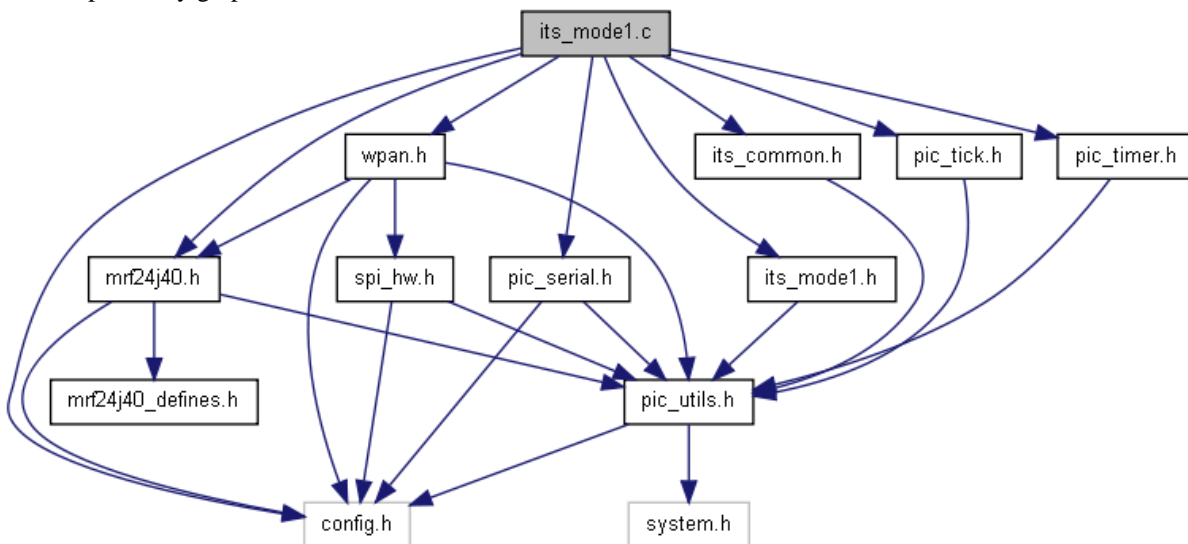 its_mode1.c
wpan.h
its_common.h
pic_tick.h
pic_timer.h
mrf24j40.h
spi_hw.h
pic_serial.h
its_mode1.h
mrf24j40_defines.h
pic_utils.h
config.h
system.h